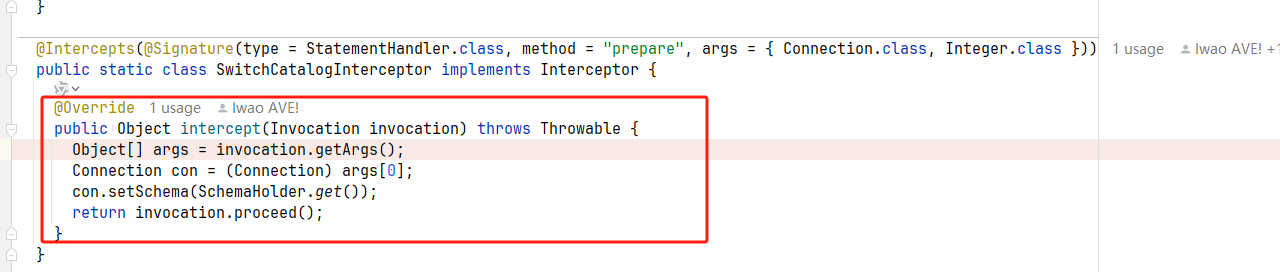 }
@Intercepts(@Signature(type = StatementHandler.class, method = "prepare", args = { Connection.class, Integer.class })) 1 usage Iwao AVE! +1
public static class SwitchCatalogInterceptor implements Interceptor {
@Override 1 usage Iwao AVE!
public Object intercept(Invocation invocation) throws Throwable {
Object[] args = invocation.getArgs();
Connection con = (Connection) args[0];
con.setSchema(SchemaHolder.get());
return invocation.proceed();
}
}